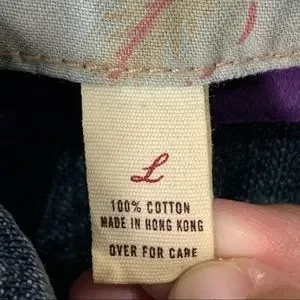 L
100% COTTON
MADE IN HONG KONG
OVER FOR CARE